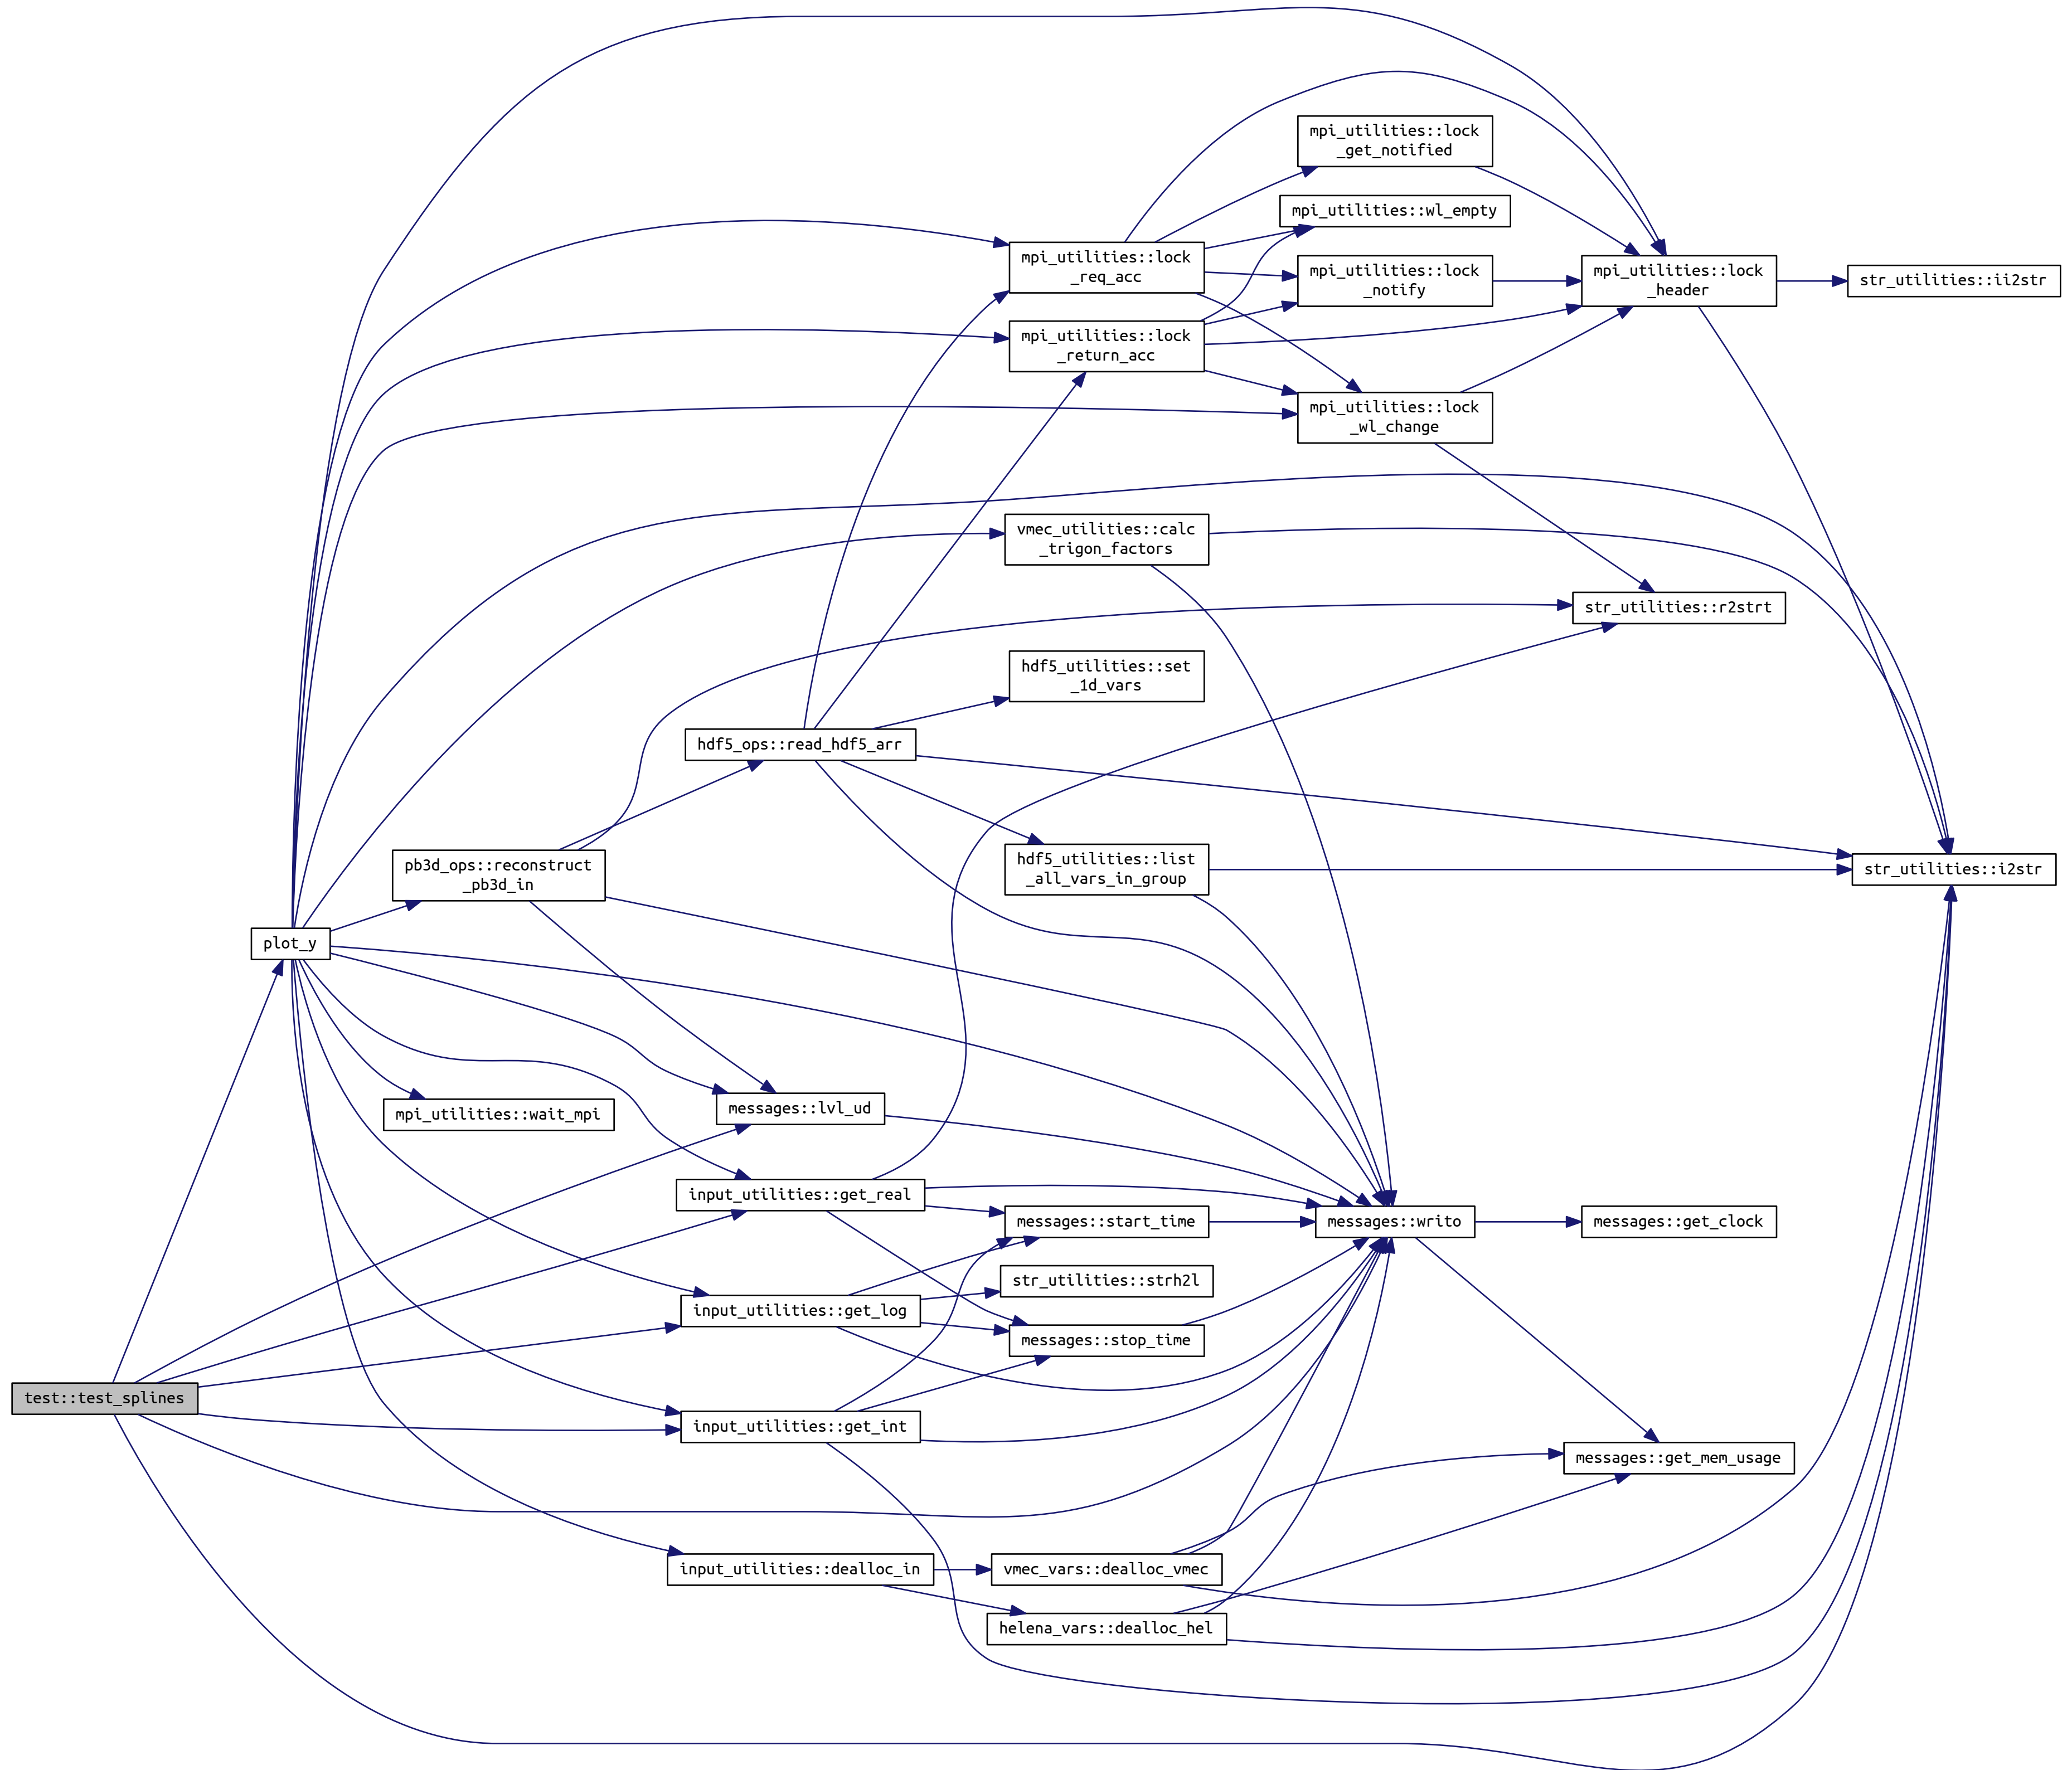 mpi_utilities::lock
_get_notified
mpi_utilities::wl_empty
mpi_utilities::lock
_req_acc
mpi_utilities::lock
_notify
mpi_utilities::lock
_header
str_utilities::ii2str
mpi_utilities::lock
_return_acc
mpi_utilities::lock
_wl_change
vmec_utilities::calc
_trigon_factors
str_utilities::r2strt
hdf5_utilities::set
_1d_vars
hdf5_ops::read_hdf5_arr
pb3d_ops::reconstruct
_pb3d_in
hdf5_utilities::list
_all_vars_in_group
str_utilities::i2str
plot_y
mpi_utilities::wait_mpi
messages::lvl_ud
input_utilities::get_real
messages::start_time
messages::writo
messages::get_clock
str_utilities::strh2l
input_utilities::get_log
messages::stop_time
test::test_splines
input_utilities::get_int
messages::get_mem_usage
input_utilities::dealloc_in
vmec_vars::dealloc_vmec
helena_vars::dealloc_hel